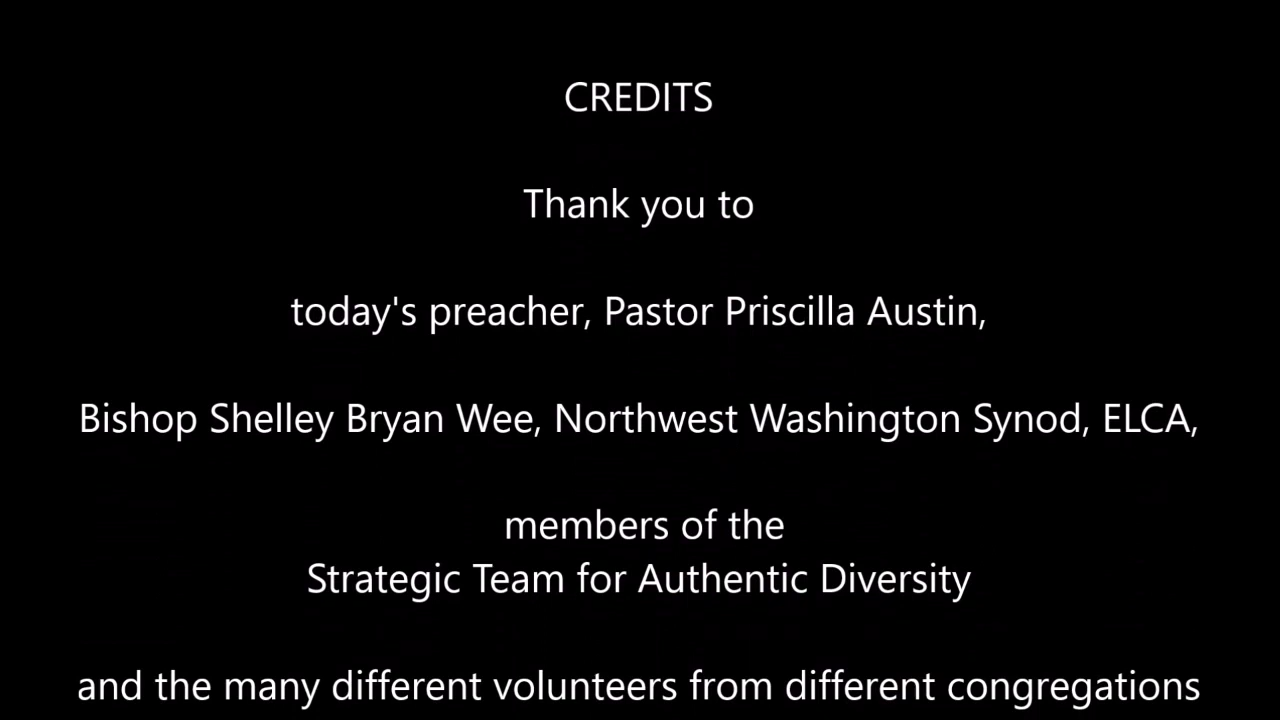 CREDITS
Thank you to
today's preacher, Pastor Priscilla Austin,
Bishop Shelley Bryan Wee, Northwest Washington Synod, ELCA,
members of the
Strategic Team for Authentic Diversity
and the many different volunteers from different congregations